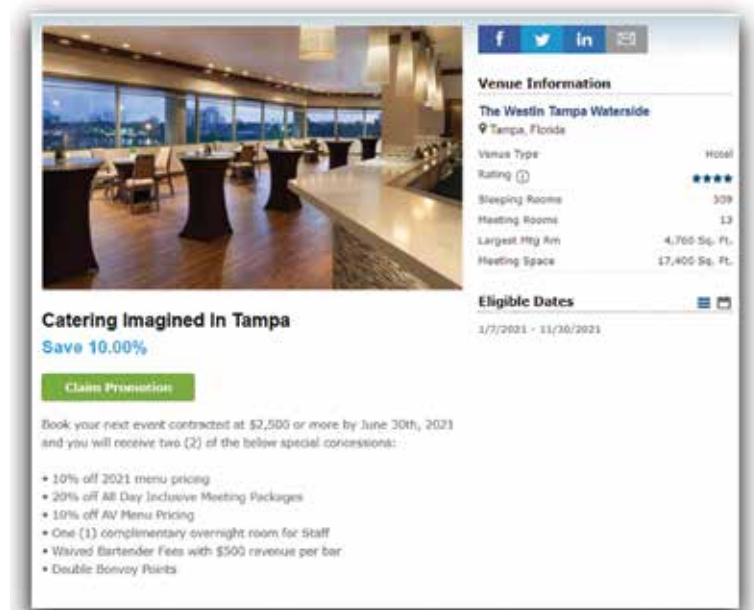 f in
Venue Information
The Westin Tampa Waterside
Tampa, Florida
Venue Type Hotel
Rating i ★★★★
Sleeping Rooms 309
Meeting Rooms 13
Largest Mtg Rm 4,760 Sq. Ft.
Meeting Space 17,400 Sq. Ft.
Eligible Dates
1/7/2021 - 11/30/2021
Catering Imagined In Tampa
Save 10.00%
Claim Promotion
Book your next event contracted at $2,500 or more by June 30th, 2021
and you will receive two (2) of the below special concessions:
• 10% off 2021 menu pricing
• 20% off All Day Inclusive Meeting Packages
• 10% off AV Menu Pricing
• One (1) complimentary overnight room for Staff
• Waived Bartender Fees with $500 revenue per bar
• Double Bonvoy Points